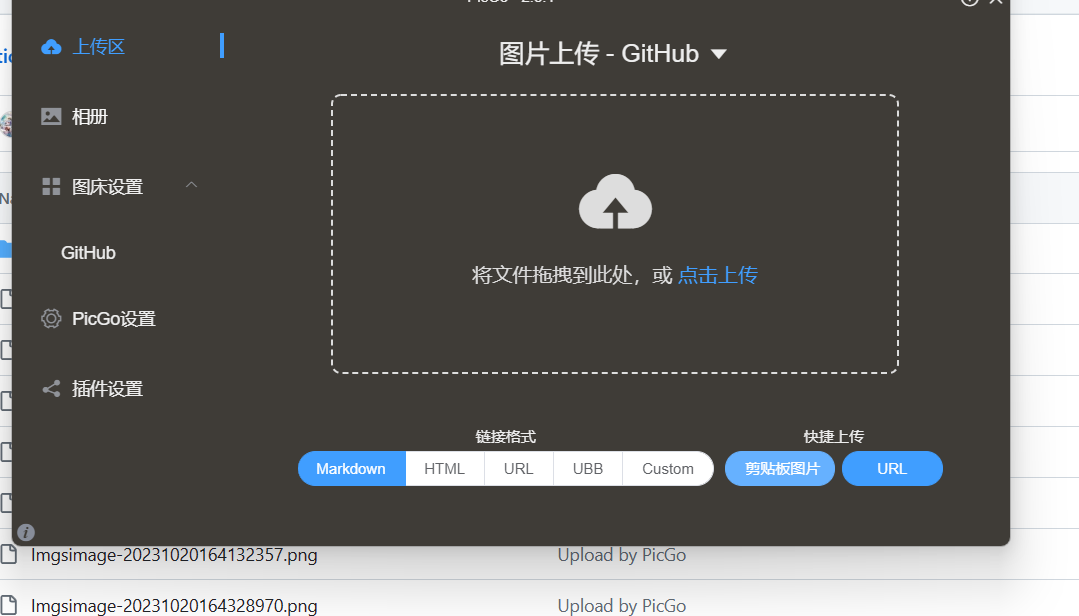 上传区
图片上传 - GitHub
相册
图床设置
GitHub
将文件拖拽到此处，或 点击上传
PicGo设置
插件设置
链接格式
快捷上传
Markdown HTML URL UBB Custom 剪贴板图片 URL
Imgsimage-20231020164132357.png Upload by PicGo
Imgsimage-20231020164328970.png Upload by PicGo